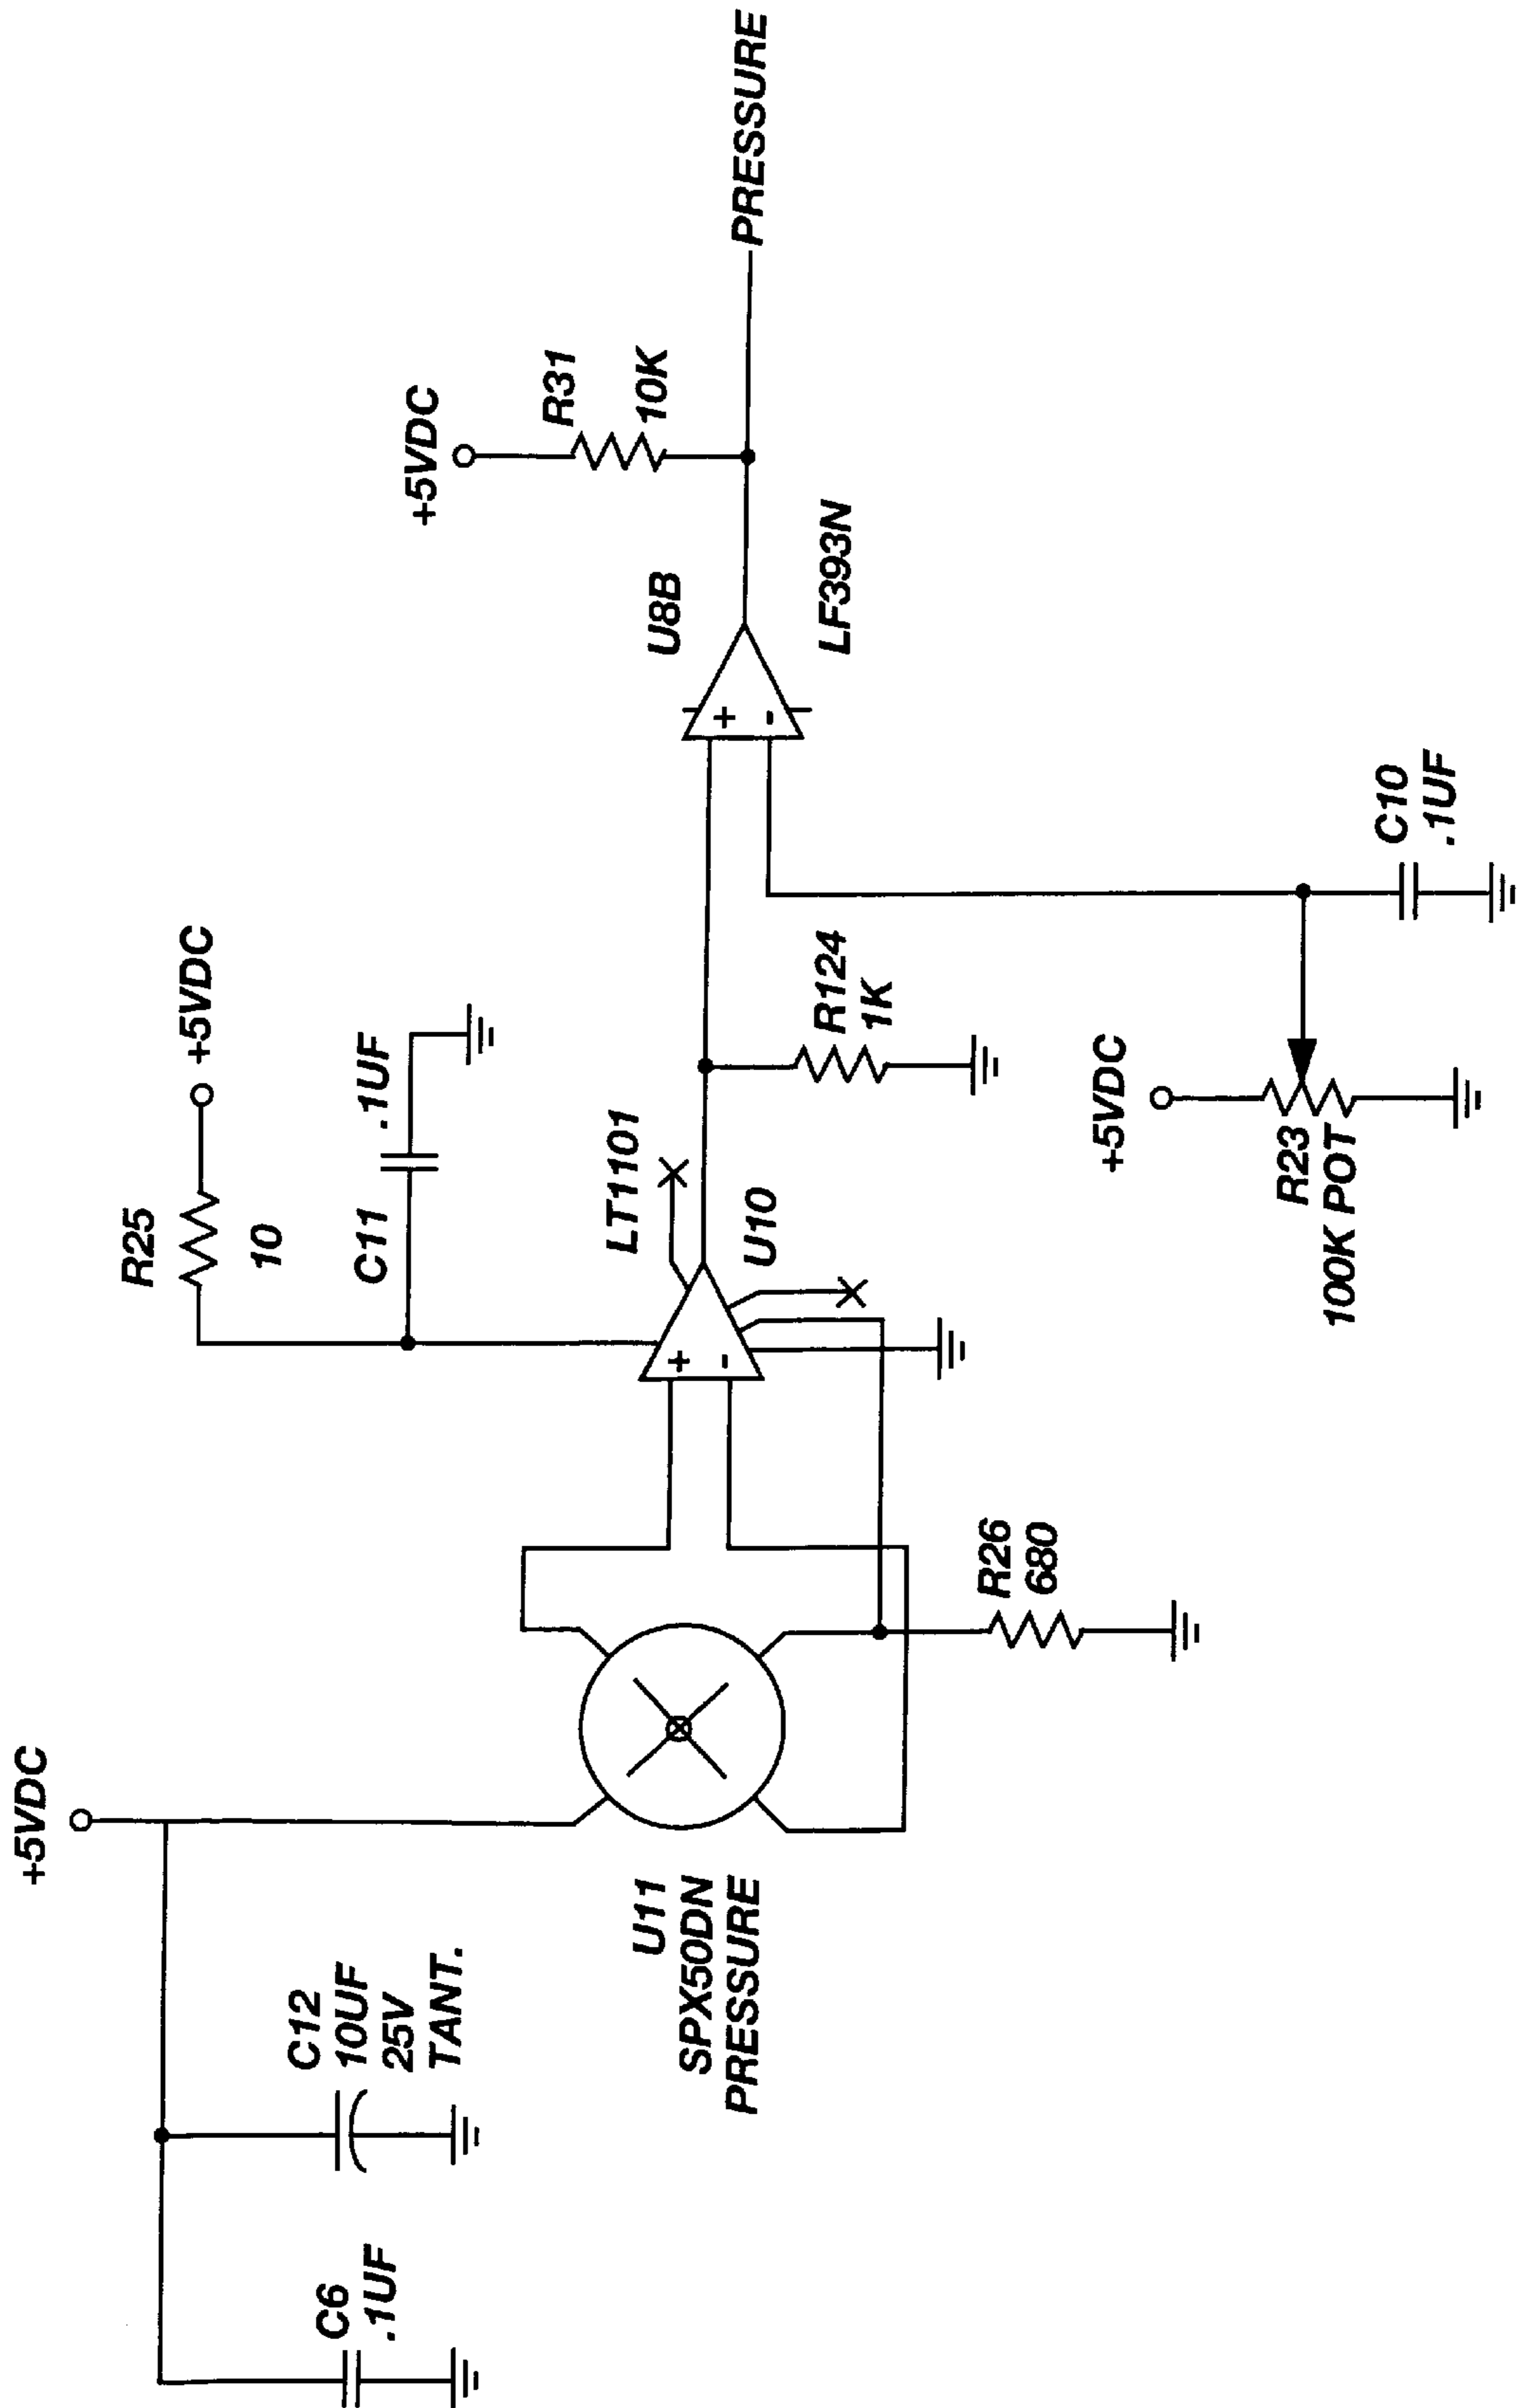 +5VDC
C6
.1UF
C12
10UF
25V
TANT.
U11
SPX50DN
PRESSURE
R26
680
R25
10
+5VDC
C11
.1UF
LT1101
+
-
U10
R124
1K
+5VDC
R23
100K POT
C10
.1UF
U8B
+
-
LF393N
+5VDC
R31
10K
PRESSURE